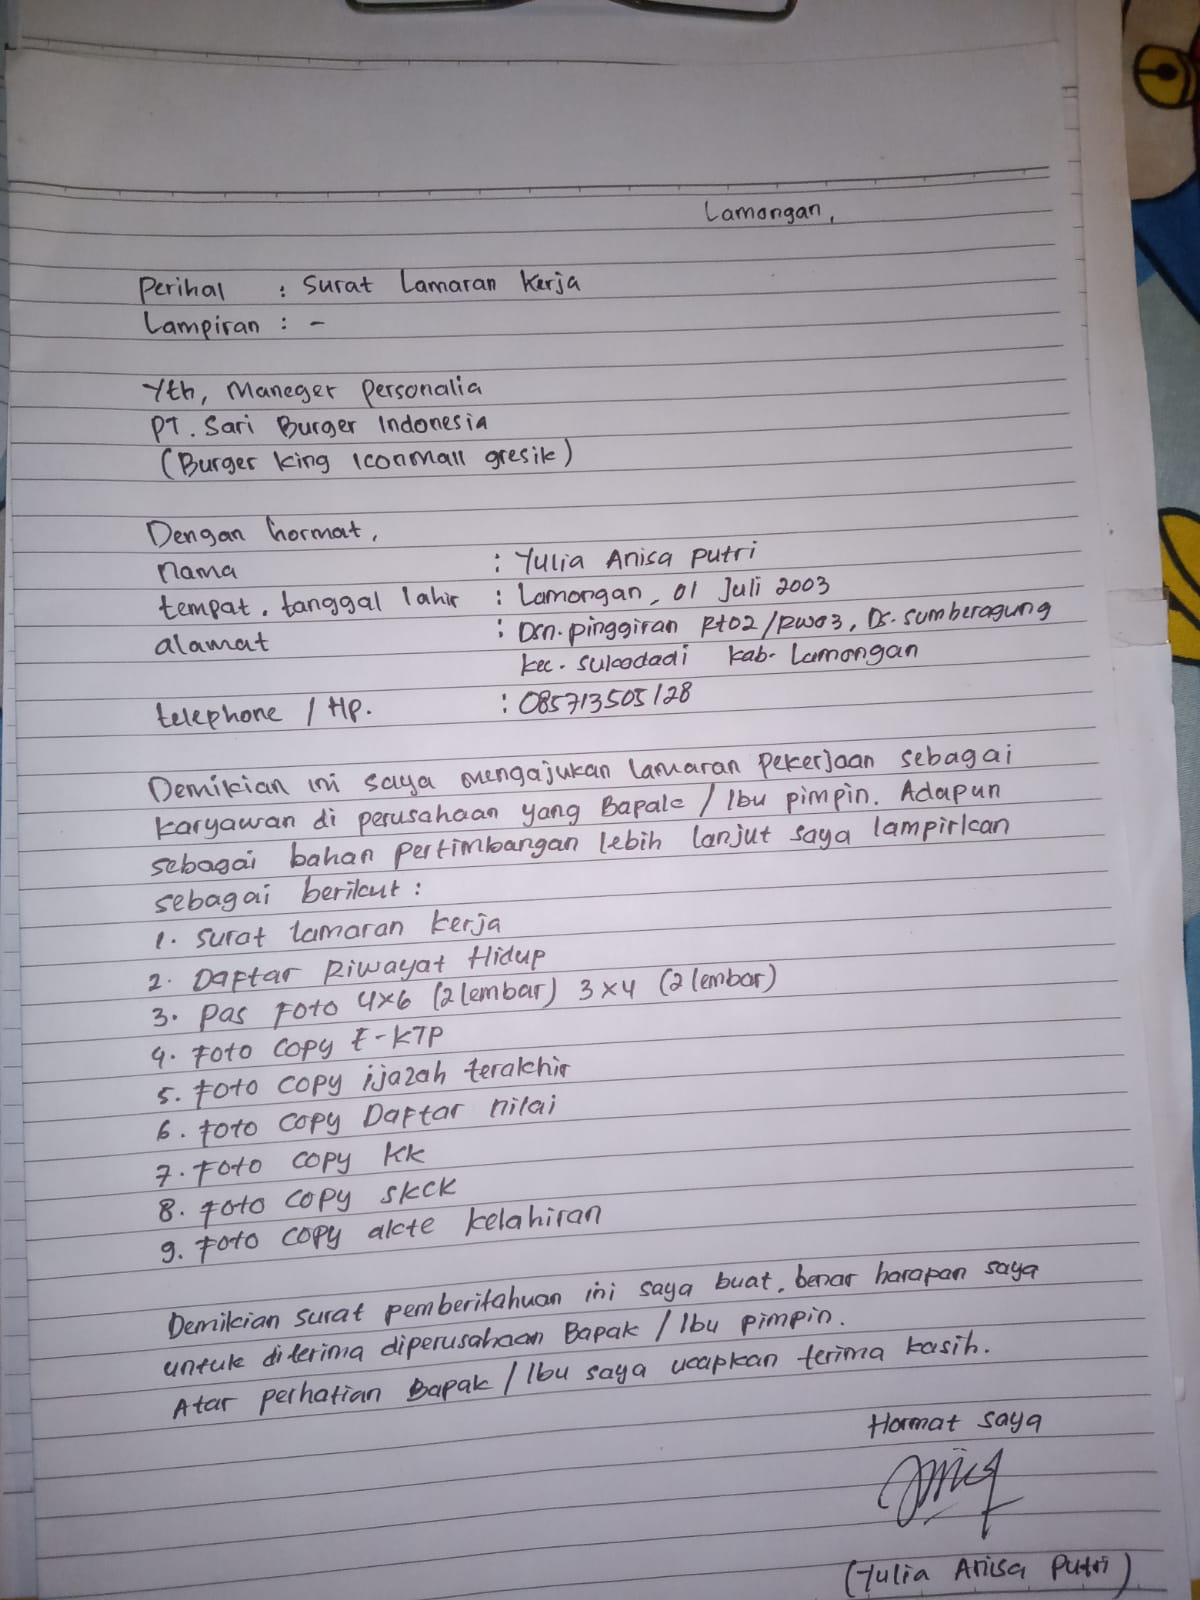 Lamongan,
Perihal : Surat Lamaran Kerja
Lampiran : -
Yth, Maneger Personalia
PT. Sari Burger Indonesia
(Burger King Iconmall gresik)
Dengan hormat,
nama : Yulia Anisa Putri
tempat, tanggal lahir : Lamongan, 01 Juli 2003
alamat : Dsn. pinggiran Rt02/Rw03, Ds. sumberagung
kec. sukodadi kab. Lamongan
telephone / Hp. : 085713505128
Demikian ini saya mengajukan lamaran pekerjaan sebagai
karyawan di perusahaan yang Bapak / Ibu pimpin. Adapun
sebagai bahan pertimbangan lebih lanjut saya lampirkan
sebagai berikut :
1. surat lamaran kerja
2. Daftar Riwayat Hidup
3. Pas Foto 4x6 (2 lembar) 3x4 (2 lembar)
4. Foto copy E-KTP
5. Foto copy ijazah terakhir
6. Foto copy Daftar nilai
7. Foto copy KK
8. Foto copy skck
9. Foto copy akte kelahiran
Demikian surat pemberitahuan ini saya buat, benar harapan saya
untuk diterima diperusahaan Bapak / Ibu pimpin.
Atar perhatian Bapak / Ibu saya ucapkan terima kasih.
Hormat saya
(Yulia Anisa Putri)